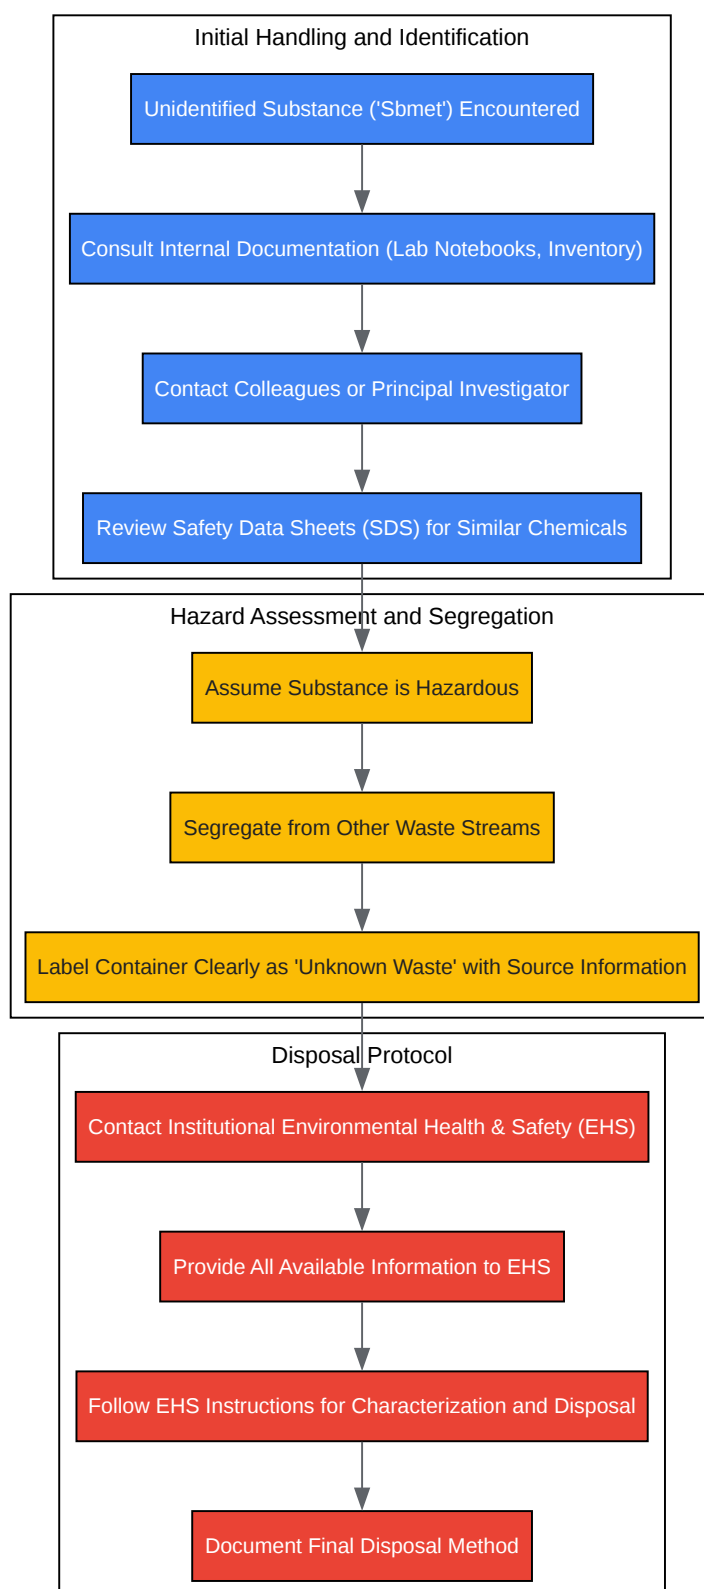 Initial Handling and Identification
Unidentified Substance ('Sbmet') Encountered
Consult Internal Documentation (Lab Notebooks, Inventory)
Contact Colleagues or Principal Investigator
Review Safety Data Sheets (SDS) for Similar Chemicals
Hazard Assessment and Segregation
Assume Substance is Hazardous
Segregate from Other Waste Streams
Label Container Clearly as 'Unknown Waste' with Source Information
Disposal Protocol
Contact Institutional Environmental Health & Safety (EHS)
Provide All Available Information to EHS
Follow EHS Instructions for Characterization and Disposal
Document Final Disposal Method